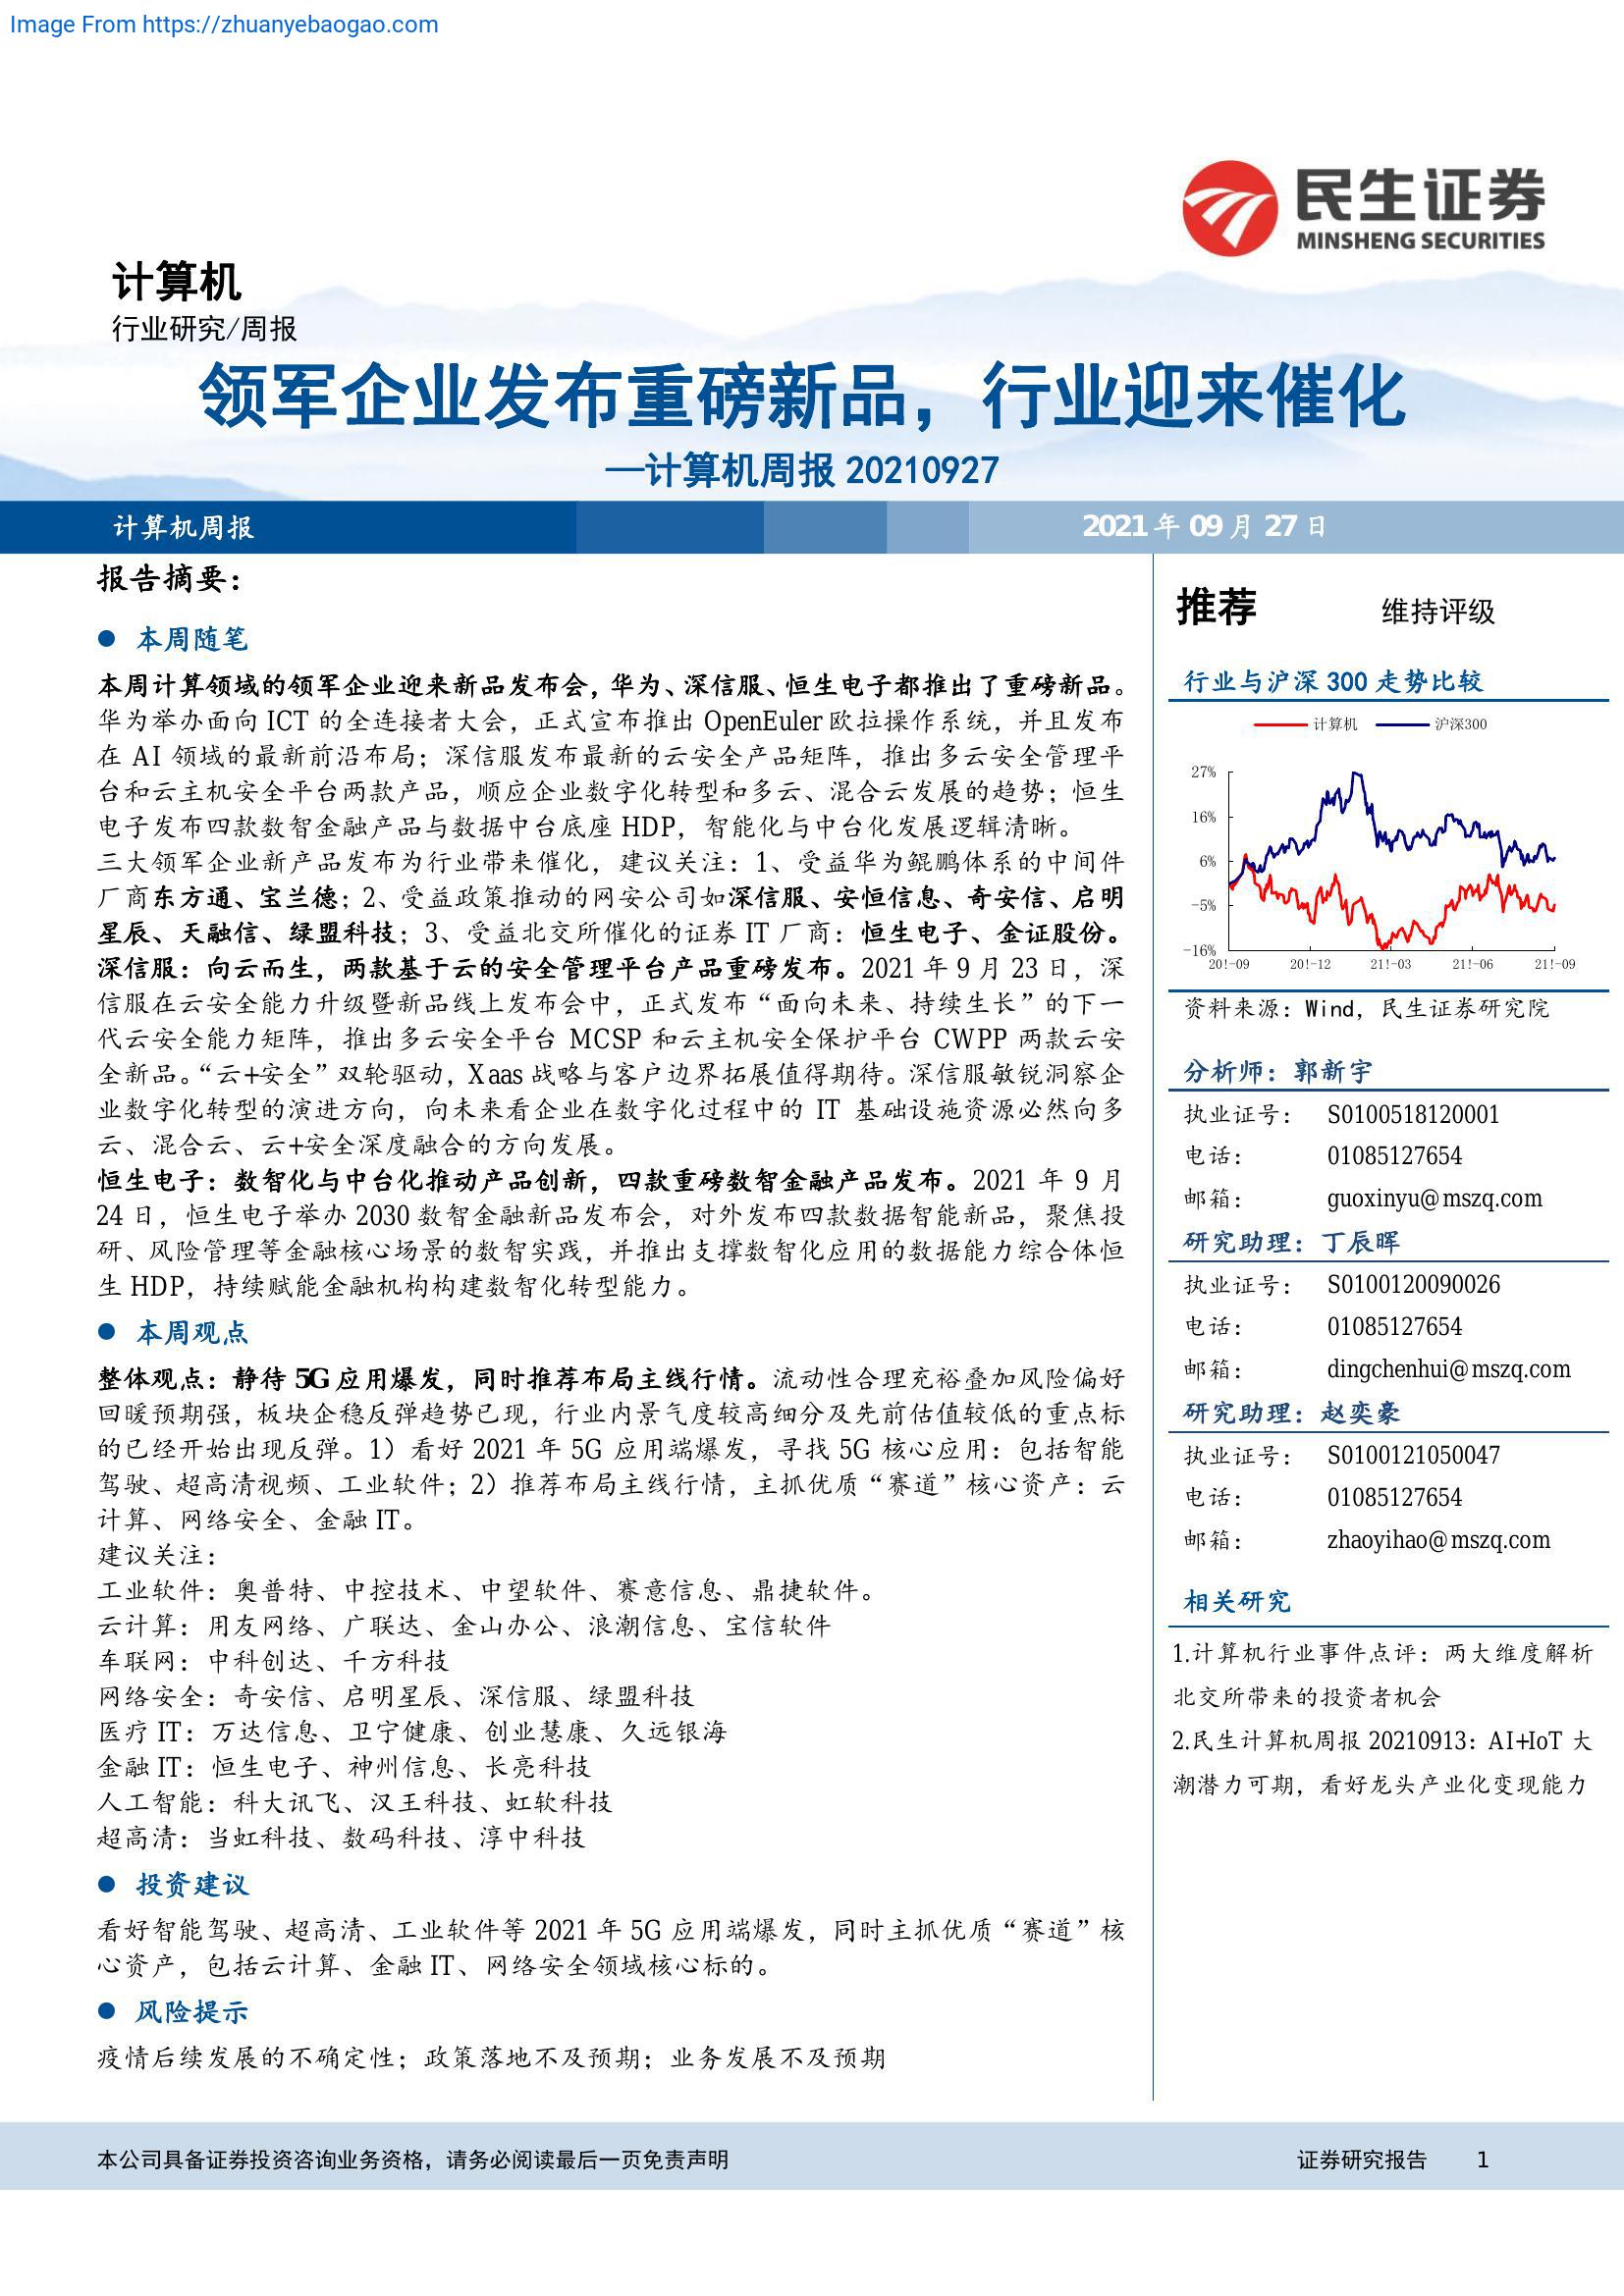 Image From https://zhuanyebaogao.com
民生证券
MINSHENG SECURITIES
计算机
行业研究/周报
领军企业发布重磅新品，行业迎来催化
—计算机周报 20210927
计算机周报
2021 年 09 月 27 日
报告摘要：
● 本周随笔
本周计算领域的领军企业迎来新品发布会，华为、深信服、恒生电子都推出了重磅新品。
华为举办面向 ICT 的全连接者大会，正式宣布推出 OpenEuler 欧拉操作系统，并且发布
在 AI 领域的最新前沿布局；深信服发布最新的云安全产品矩阵，推出多云安全管理平
台和云主机安全平台两款产品，顺应企业数字化转型和多云、混合云发展的趋势；恒生
电子发布四款数智金融产品与数据中台底座 HDP，智能化与中台化发展逻辑清晰。
三大领军企业新产品发布为行业带来催化，建议关注：1、受益华为鲲鹏体系的中间件
厂商东方通、宝兰德；2、受益政策推动的网安公司如深信服、安恒信息、奇安信、启明
星辰、天融信、绿盟科技；3、受益北交所催化的证券 IT 厂商：恒生电子、金证股份。
深信服：向云而生，两款基于云的安全管理平台产品重磅发布。2021 年 9 月 23 日，深
信服在云安全能力升级暨新品线上发布会中，正式发布“面向未来、持续生长”的下一
代云安全能力矩阵，推出多云安全平台 MCSP 和云主机安全保护平台 CWPP 两款云安
全新品。“云+安全”双轮驱动，Xaas 战略与客户边界拓展值得期待。深信服敏锐洞察企
业数字化转型的演进方向，向未来看企业在数字化过程中的 IT 基础设施资源必然向多
云、混合云、云+安全深度融合的方向发展。
恒生电子：数智化与中台化推动产品创新，四款重磅数智金融产品发布。2021 年 9 月
24 日，恒生电子举办 2030 数智金融新品发布会，对外发布四款数据智能新品，聚焦投
研、风险管理等金融核心场景的数智实践，并推出支撑数智化应用的数据能力综合体恒
生 HDP，持续赋能金融机构构建数智化转型能力。
● 本周观点
整体观点：静待 5G 应用爆发，同时推荐布局主线行情。流动性合理充裕叠加风险偏好
回暖预期强，板块企稳反弹趋势已现，行业内景气度较高细分及先前估值较低的重点标
的已经开始出现反弹。1）看好 2021 年 5G 应用端爆发，寻找 5G 核心应用：包括智能
驾驶、超高清视频、工业软件；2）推荐布局主线行情，主抓优质“赛道”核心资产：云
计算、网络安全、金融 IT。
建议关注：
工业软件：奥普特、中控技术、中望软件、赛意信息、鼎捷软件。
云计算：用友网络、广联达、金山办公、浪潮信息、宝信软件
车联网：中科创达、千方科技
网络安全：奇安信、启明星辰、深信服、绿盟科技
医疗 IT：万达信息、卫宁健康、创业慧康、久远银海
金融 IT：恒生电子、神州信息、长亮科技
人工智能：科大讯飞、汉王科技、虹软科技
超高清：当虹科技、数码科技、淳中科技
● 投资建议
看好智能驾驶、超高清、工业软件等 2021 年 5G 应用端爆发，同时主抓优质“赛道”核
心资产，包括云计算、金融 IT、网络安全领域核心标的。
● 风险提示
疫情后续发展的不确定性；政策落地不及预期；业务发展不及预期
推荐 维持评级
行业与沪深 300 走势比较
计算机 沪深300
27%
16%
6%
-5%
-16%
20!-09 20!-12 21!-03 21!-06 21!-09
资料来源：Wind，民生证券研究院
分析师：郭新宇
执业证号： S0100518120001
电话： 01085127654
邮箱： guoxinyu@mszq.com
研究助理：丁辰晖
执业证号： S0100120090026
电话： 01085127654
邮箱： dingchenhui@mszq.com
研究助理：赵奕豪
执业证号： S0100121050047
电话： 01085127654
邮箱： zhaoyihao@mszq.com
相关研究
1.计算机行业事件点评：两大维度解析
北交所带来的投资者机会
2.民生计算机周报 20210913：AI+IoT 大
潮潜力可期，看好龙头产业化变现能力
本公司具备证券投资咨询业务资格，请务必阅读最后一页免责声明
证券研究报告 1